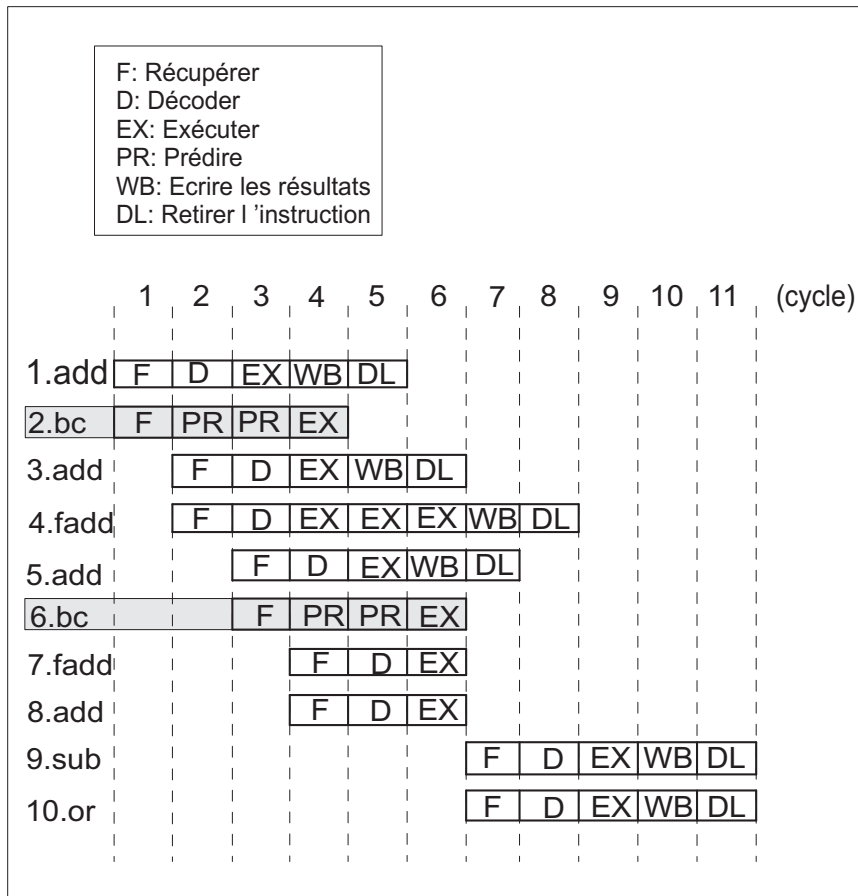 F: Récupérer
D: Décoder
EX: Exécuter
PR: Prédire
WB: Ecrire les résultats
DL: Retirer l 'instruction
1 2 3 4 5 6 7 8 9 10 11 (cycle)
1.add F D EX WB DL
2.bc F PR PR EX
3.add F D EX WB DL
4.fadd F D EX EX EX WB DL
5.add F D EX WB DL
6.bc F PR PR EX
7.fadd F D EX
8.add F D EX
9.sub F D EX WB DL
10.or F D EX WB DL